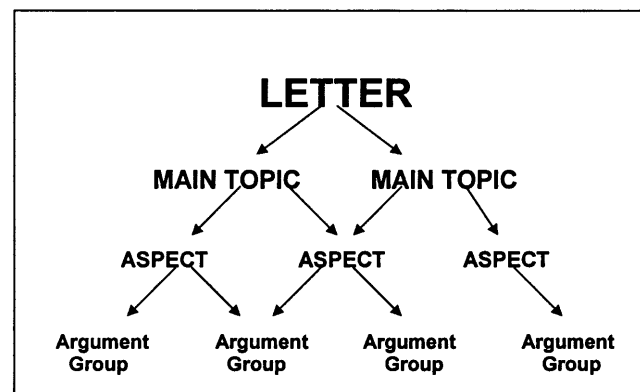 LETTER
MAIN TOPIC MAIN TOPIC
ASPECT ASPECT ASPECT
Argument Argument Argument Argument
Group Group Group Group